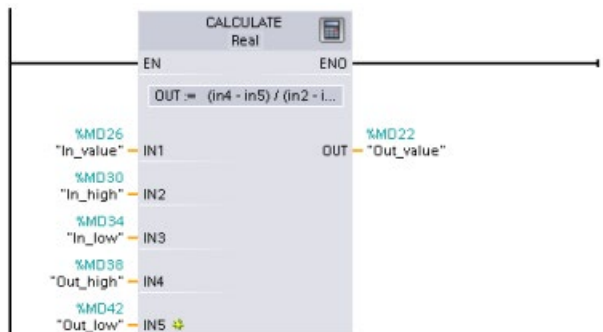 CALCULATE
Real
EN ENO
OUT := (in4 - in5) / (in2 - i...
%MD26 %MD22
"In_value" IN1 OUT "Out_value"
%MD30
"In_high" IN2
%MD34
"In_low" IN3
%MD38
"Out_high" IN4
%MD42
"Out_low" IN5